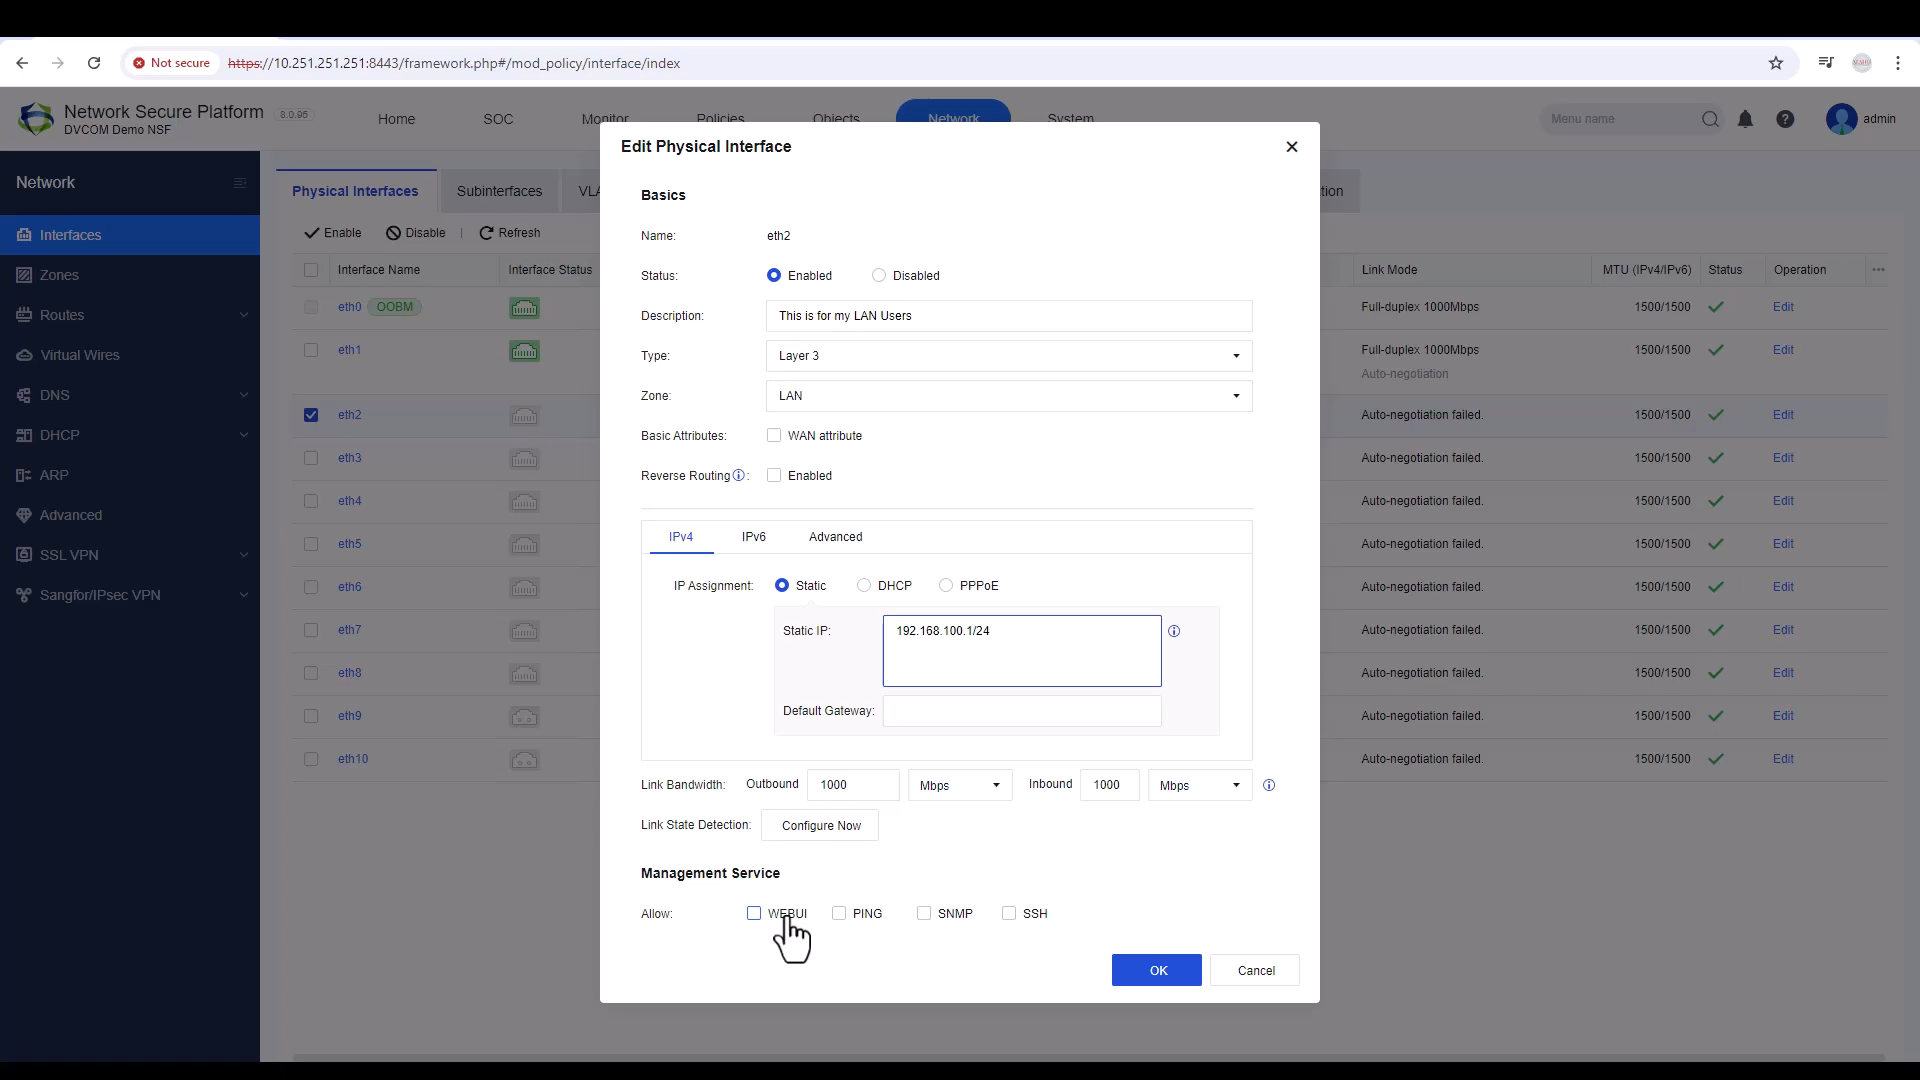 Not secure https://10.251.251.251:8443/framework.php#/mod_policy/interface/index
Network Secure Platform 8.0.95
DVCOM Demo NSF
Home SOC Monitor Policies Objects Network System
Menu name
admin
Network
Interfaces
Zones
Routes
Virtual Wires
DNS
DHCP
ARP
Advanced
SSL VPN
Sangfor/IPsec VPN
Physical Interfaces Subinterfaces VLA tion
Enable Disable Refresh
Interface Name Interface Status Link Mode MTU (IPv4/IPv6) Status Operation
eth0 OOBM Full-duplex 1000Mbps 1500/1500 Edit
eth1 Full-duplex 1000Mbps 1500/1500 Edit
Auto-negotiation
eth2 Auto-negotiation failed. 1500/1500 Edit
eth3 Auto-negotiation failed. 1500/1500 Edit
eth4 Auto-negotiation failed. 1500/1500 Edit
eth5 Auto-negotiation failed. 1500/1500 Edit
eth6 Auto-negotiation failed. 1500/1500 Edit
eth7 Auto-negotiation failed. 1500/1500 Edit
eth8 Auto-negotiation failed. 1500/1500 Edit
eth9 Auto-negotiation failed. 1500/1500 Edit
eth10 Auto-negotiation failed. 1500/1500 Edit
Edit Physical Interface
Basics
Name: eth2
Status: Enabled Disabled
Description: This is for my LAN Users
Type: Layer 3
Zone: LAN
Basic Attributes: WAN attribute
Reverse Routing : Enabled
IPv4 IPv6 Advanced
IP Assignment: Static DHCP PPPoE
Static IP: 192.168.100.1/24
Default Gateway:
Link Bandwidth: Outbound 1000 Mbps Inbound 1000 Mbps
Link State Detection: Configure Now
Management Service
Allow: WEBUI PING SNMP SSH
OK Cancel